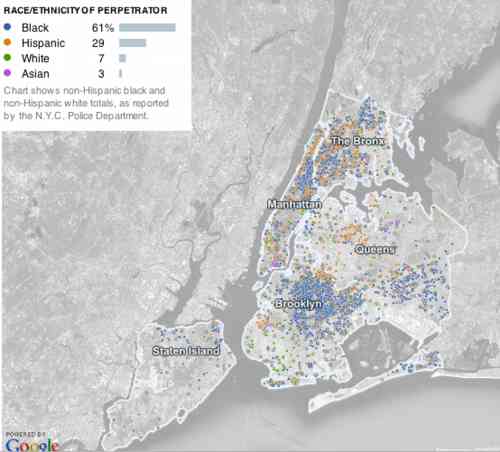 RACE/ETHNICITY OF PERPETRATOR
Black 61%
Hispanic 29
White 7
Asian 3
Chart shows non-Hispanic black and
non-Hispanic white totals, as reported
by the N.Y.C. Police Department.
The Bronx
Manhattan
Queens
Brooklyn
Staten Island
POWERED BY
Google